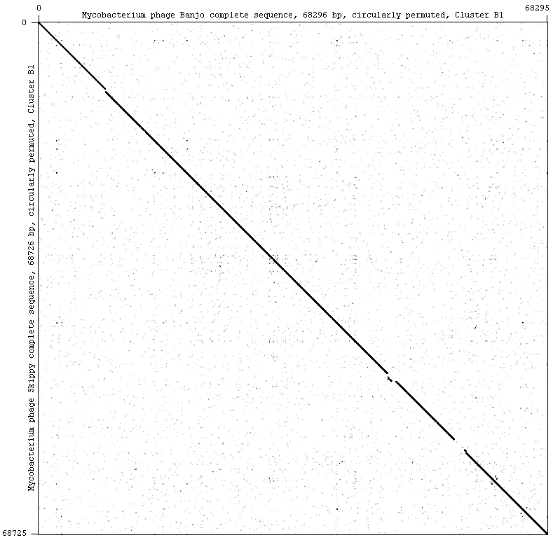 0
68295
Mycobacterium phage Banjo complete sequence, 68296 bp, circularly permuted, Cluster B1
0
Mycobacterium phage Skippy complete sequence, 68726 bp, circularly permuted, Cluster B1
68725